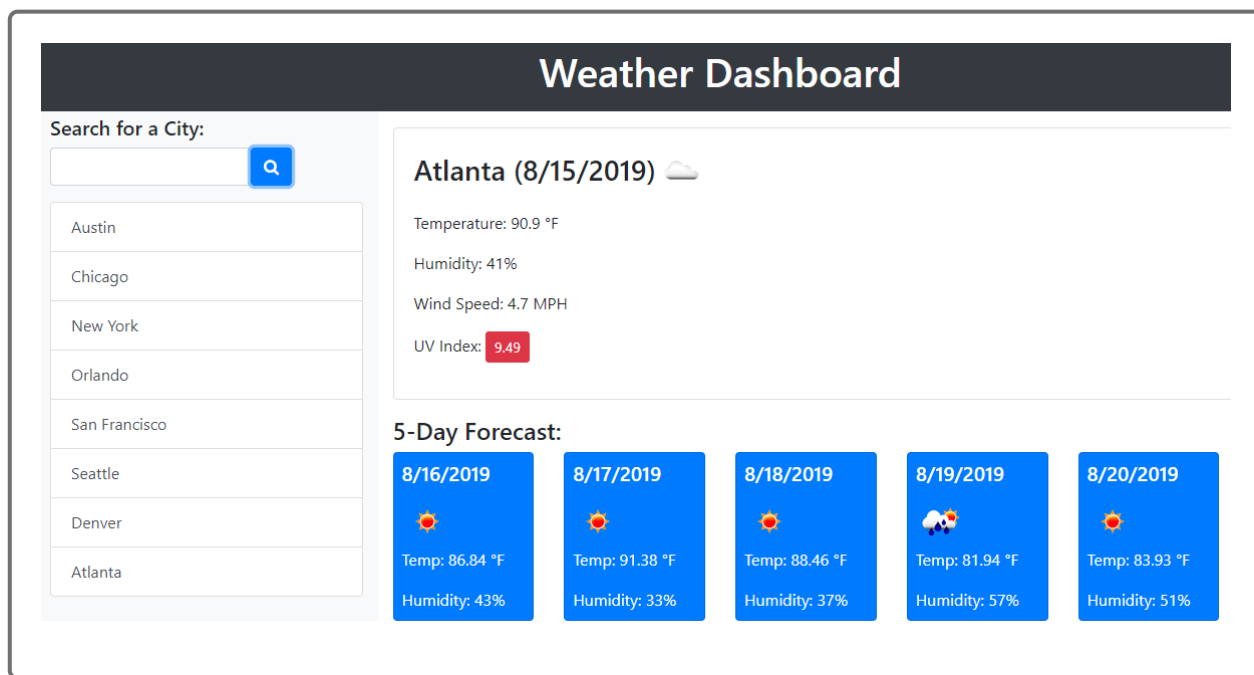 Weather Dashboard
Search for a City:
Austin
Chicago
New York
Orlando
San Francisco
Seattle
Denver
Atlanta
Atlanta (8/15/2019)
Temperature: 90.9 °F
Humidity: 41%
Wind Speed: 4.7 MPH
UV Index: 9.49
5-Day Forecast:
8/16/2019
Temp: 86.84 °F
Humidity: 43%
8/17/2019
Temp: 91.38 °F
Humidity: 33%
8/18/2019
Temp: 88.46 °F
Humidity: 37%
8/19/2019
Temp: 81.94 °F
Humidity: 57%
8/20/2019
Temp: 83.93 °F
Humidity: 51%